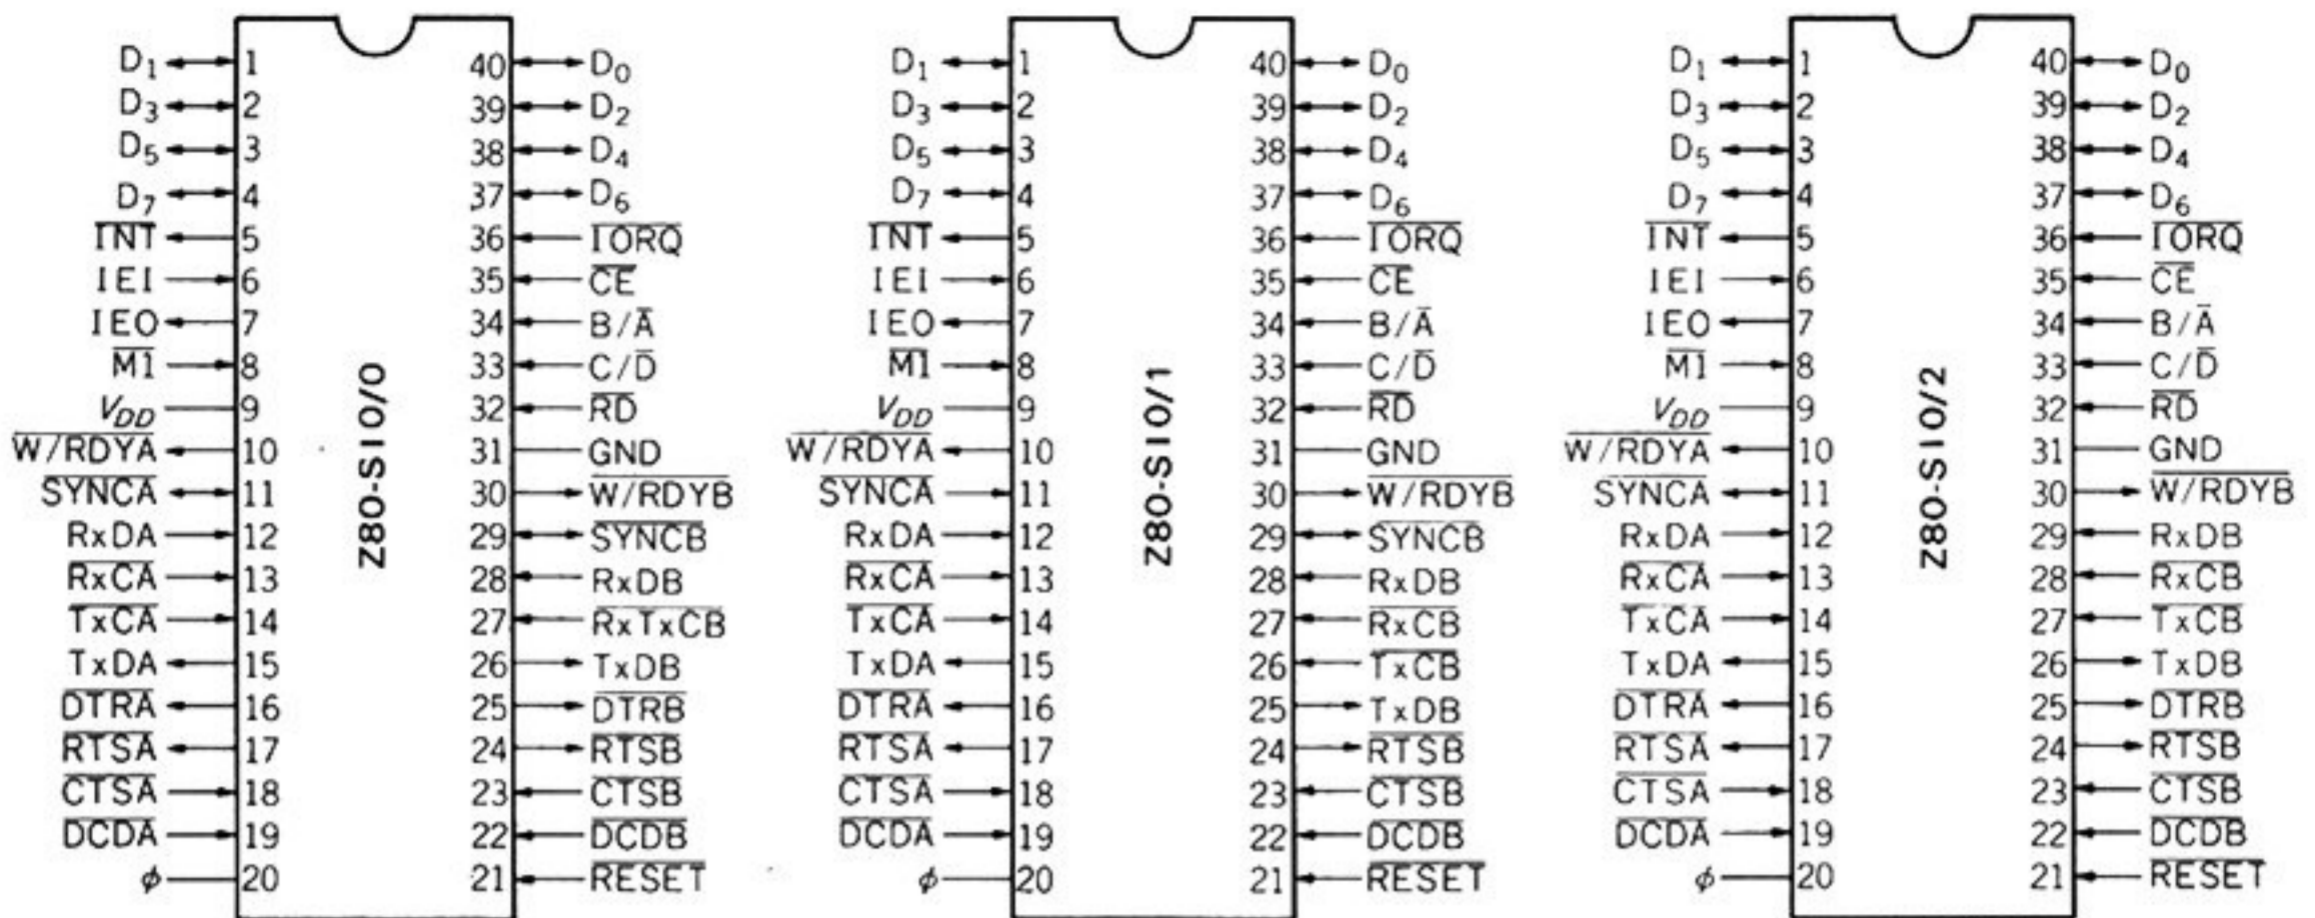 D₁ 1 40 D₀ D₁ 1 40 D₀ D₁ 1 40 D₀
D₃ 2 39 D₂ D₃ 2 39 D₂ D₃ 2 39 D₂
D₅ 3 38 D₄ D₅ 3 38 D₄ D₅ 3 38 D₄
D₇ 4 37 D₆ D₇ 4 37 D₆ D₇ 4 37 D₆
INT 5 36 IORQ INT 5 36 IORQ INT 5 36 IORQ
IEI 6 35 CE IEI 6 35 CE IEI 6 35 CE
IEO 7 34 B/A IEO 7 34 B/A IEO 7 34 B/A
M1 8 33 C/D M1 8 33 C/D M1 8 33 C/D
VDD 9 32 RD VDD 9 32 RD VDD 9 32 RD
W/RDYA 10 31 GND W/RDYA 10 31 GND W/RDYA 10 31 GND
SYNCA 11 30 W/RDYB SYNCA 11 30 W/RDYB SYNCA 11 30 W/RDYB
RxDA 12 29 SYNCB RxDA 12 29 SYNCB RxDA 12 29 RxDB
RxCA 13 28 RxDB RxCA 13 28 RxDB RxCA 13 28 RxCB
TxCA 14 27 RxTxCB TxCA 14 27 RxCB TxCA 14 27 TxCB
TxDA 15 26 TxDB TxDA 15 26 TxCB TxDA 15 26 TxDB
DTRA 16 25 DTRB DTRA 16 25 TxDB DTRA 16 25 DTRB
RTSA 17 24 RTSB RTSA 17 24 RTSB RTSA 17 24 RTSB
CTSA 18 23 CTSB CTSA 18 23 CTSB CTSA 18 23 CTSB
DCDA 19 22 DCDB DCDA 19 22 DCDB DCDA 19 22 DCDB
ϕ 20 21 RESET ϕ 20 21 RESET ϕ 20 21 RESET
Z80-SIO/0
Z80-SIO/1
Z80-SIO/2